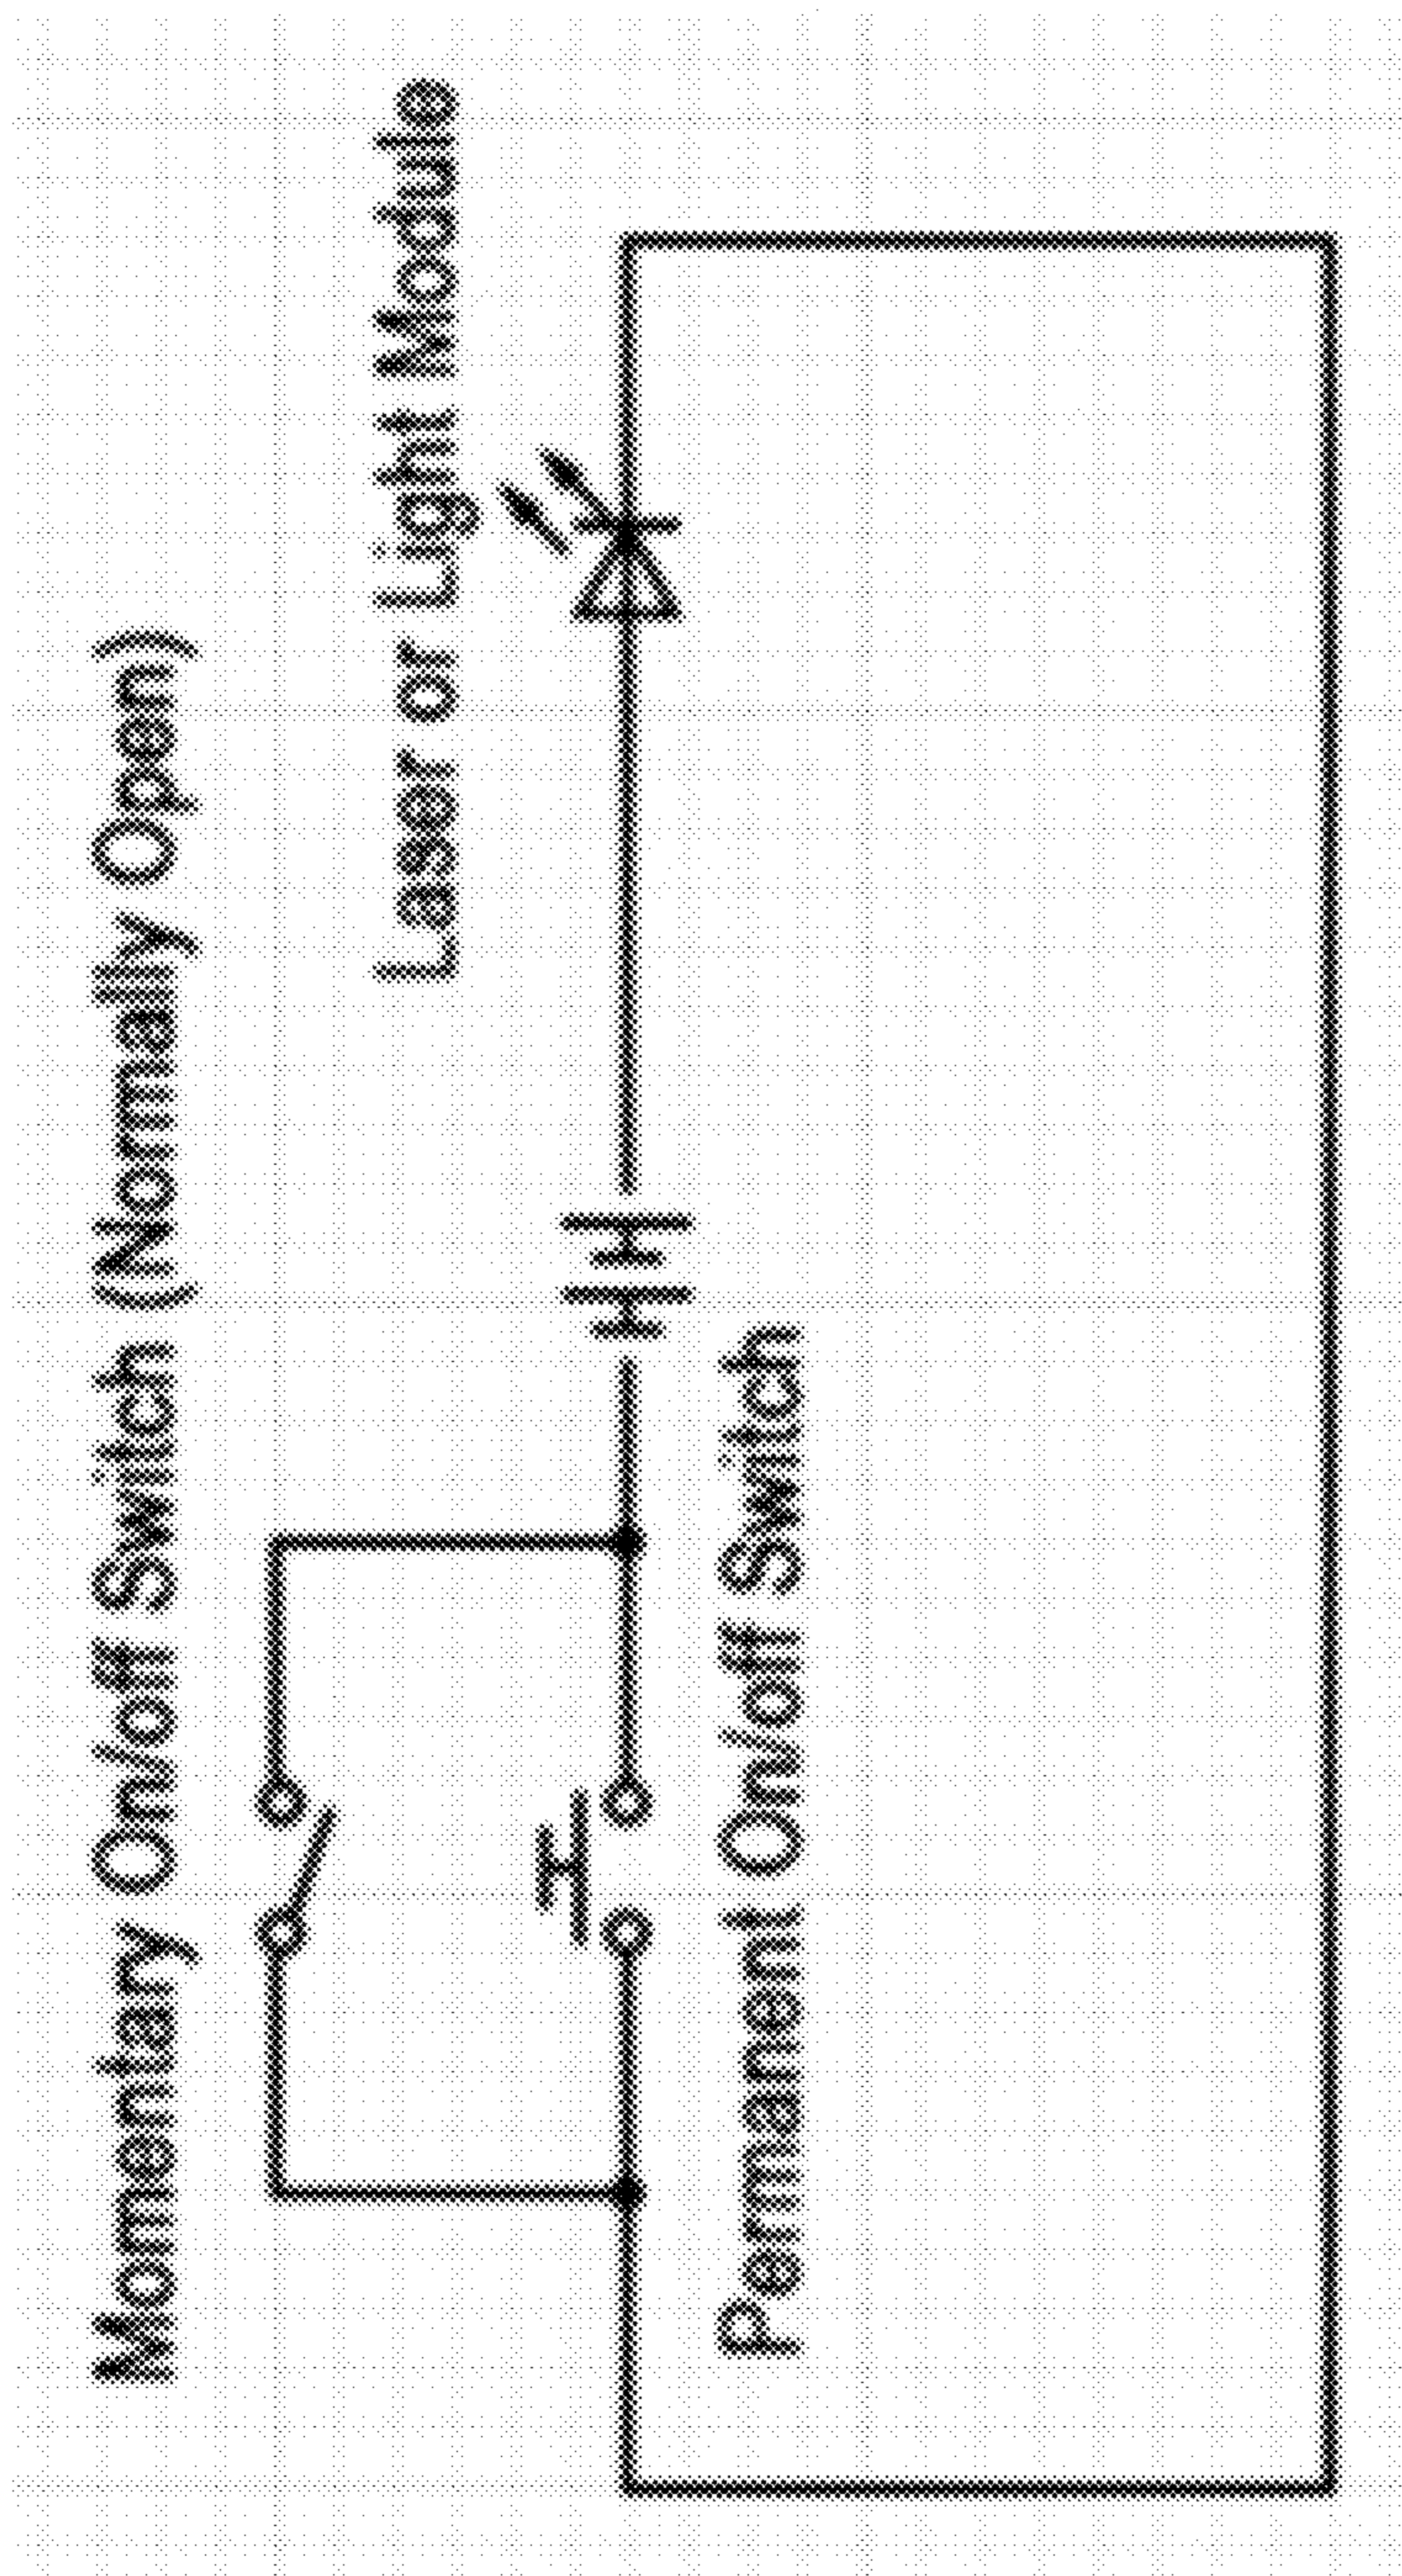 Momentary On/off Switch (Normally Open)
Laser or Light Module
Permanent On/off Switch